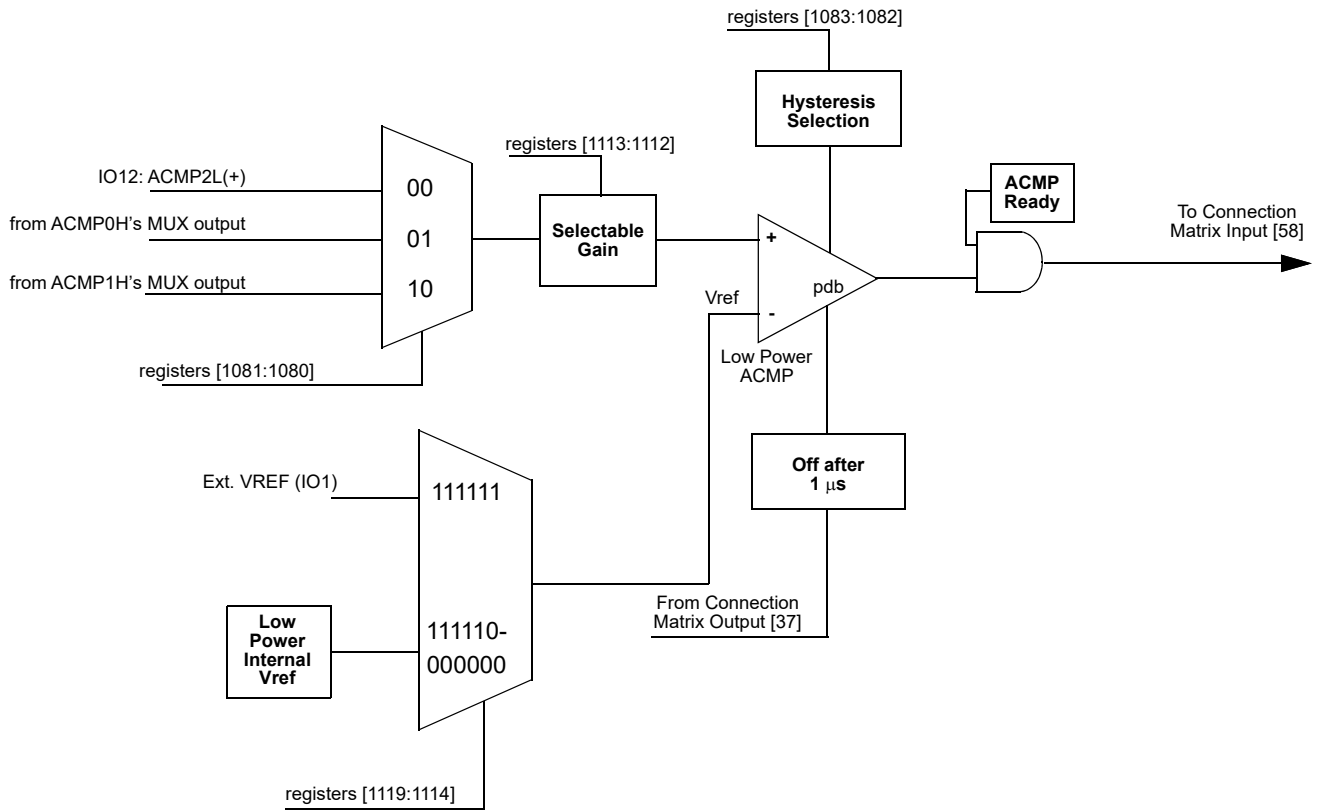 registers [1083:1082]
Hysteresis
Selection
registers [1113:1112]
IO12: ACMP2L(+)
from ACMP0H's MUX output
from ACMP1H's MUX output
00
01
10
Selectable
Gain
registers [1081:1080]
+
-
pdb
Vref
Low Power
ACMP
ACMP
Ready
To Connection
Matrix Input [58]
Ext. VREF (IO1)
111111
Low
Power
Internal
Vref
111110-
000000
registers [1119:1114]
Off after
1 μs
From Connection
Matrix Output [37]